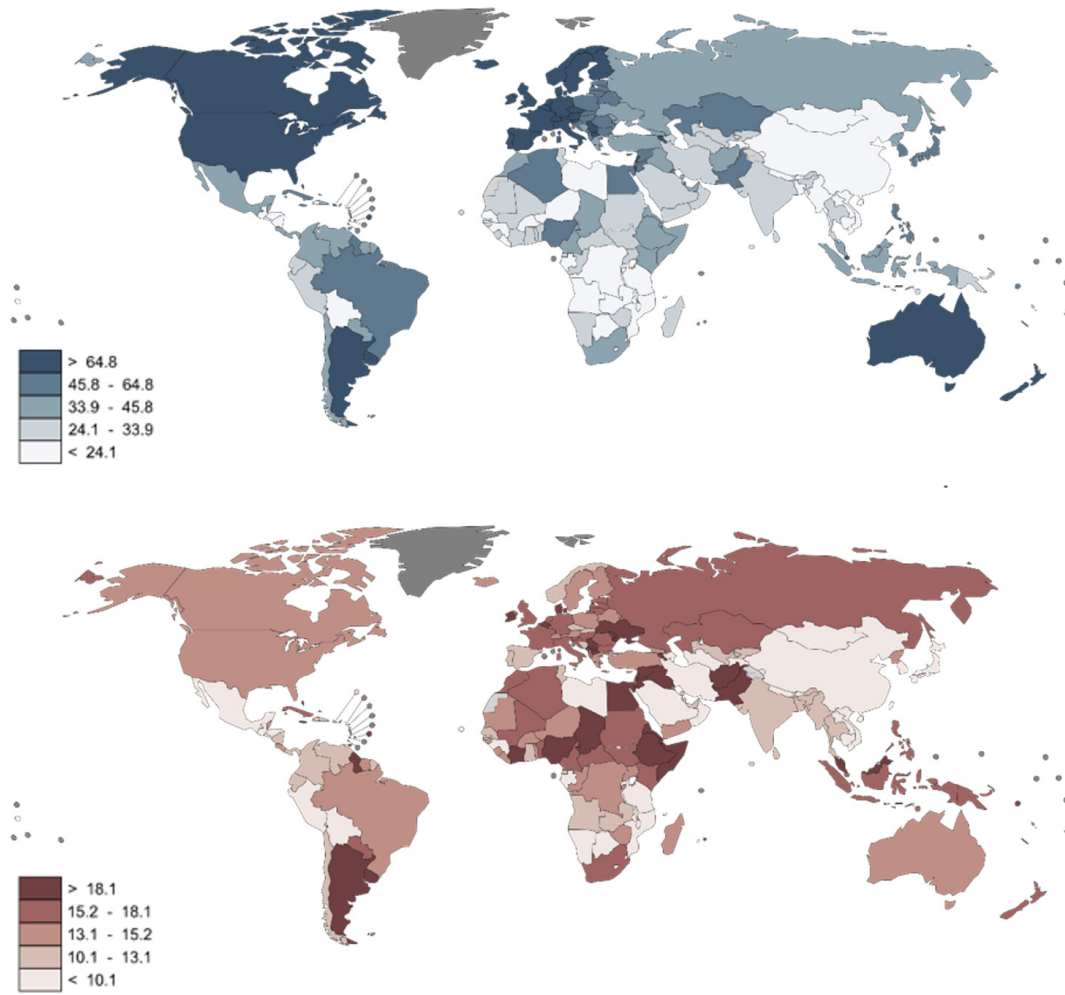 > 64.8
45.8 - 64.8
33.9 - 45.8
24.1 - 33.9
< 24.1
> 18.1
15.2 - 18.1
13.1 - 15.2
10.1 - 13.1
< 10.1